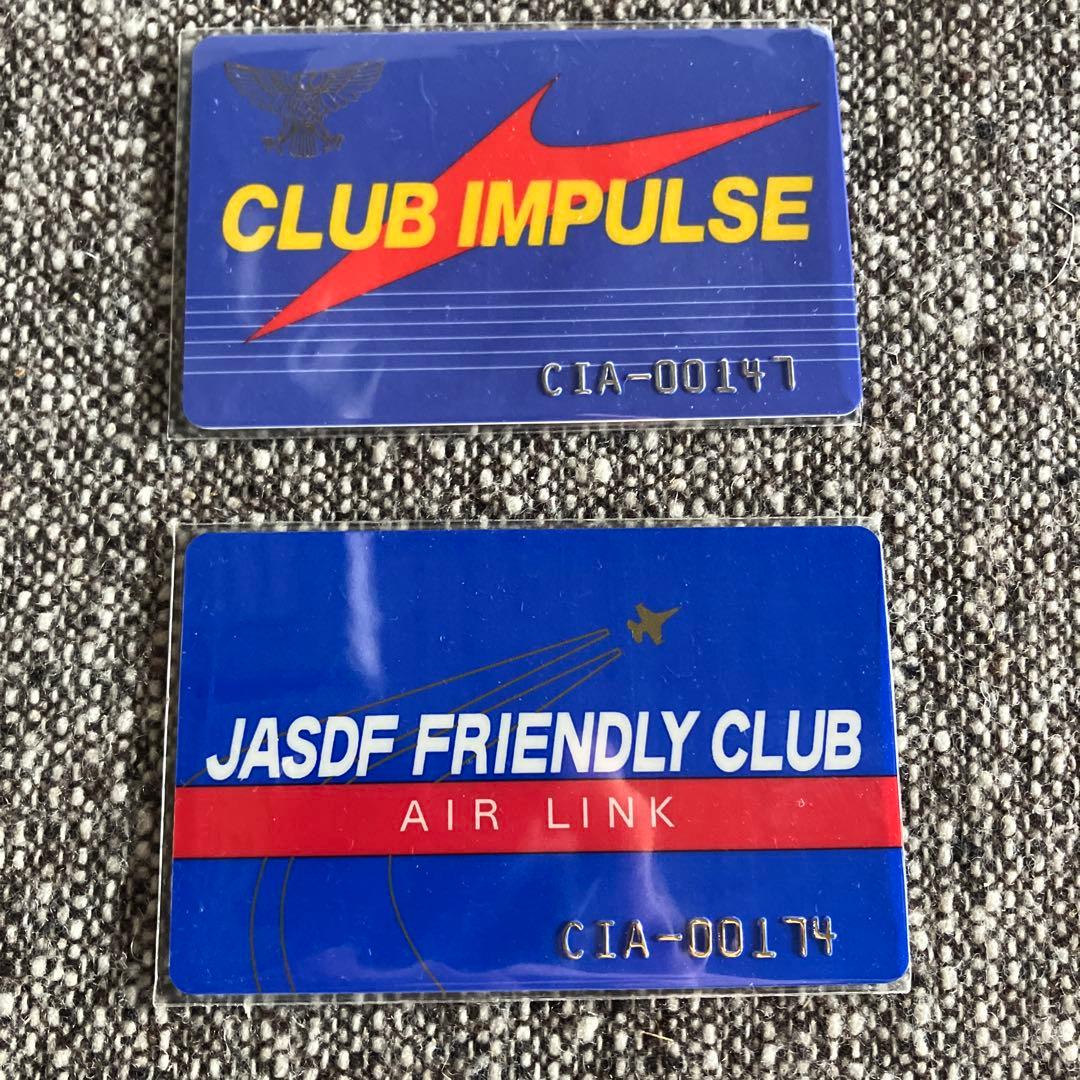 CLUB IMPULSE
CIA-00147
JASDF FRIENDLY CLUB
AIR LINK
CIA-00174